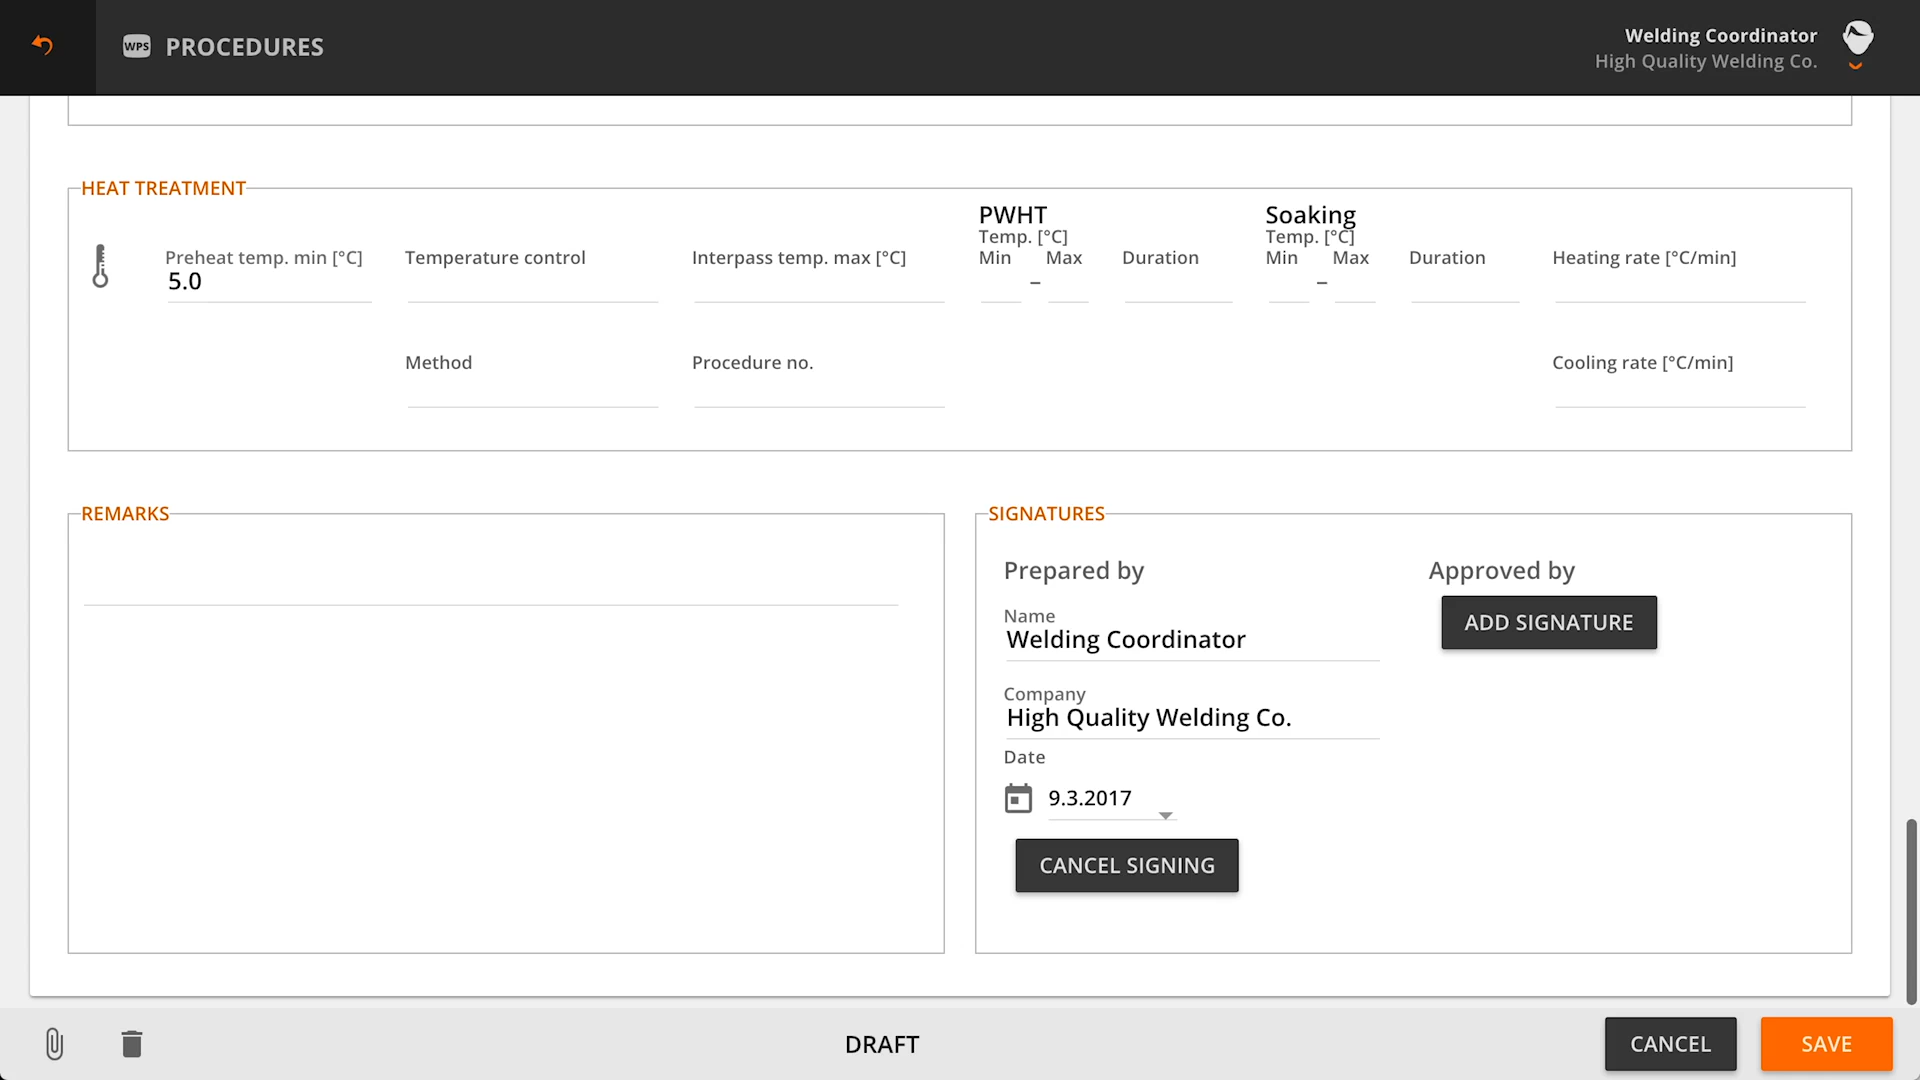 WPS PROCEDURES
Welding Coordinator
High Quality Welding Co.
HEAT TREATMENT
PWHT
Soaking
Temp. [°C]
Temp. [°C]
Preheat temp. min [°C]
Temperature control
Interpass temp. max [°C]
Min
Max
Duration
Min
Max
Duration
Heating rate [°C/min]
5.0
–
–
Method
Procedure no.
Cooling rate [°C/min]
REMARKS
SIGNATURES
Prepared by
Approved by
Name
Welding Coordinator
ADD SIGNATURE
Company
High Quality Welding Co.
Date
9.3.2017
CANCEL SIGNING
DRAFT
CANCEL
SAVE